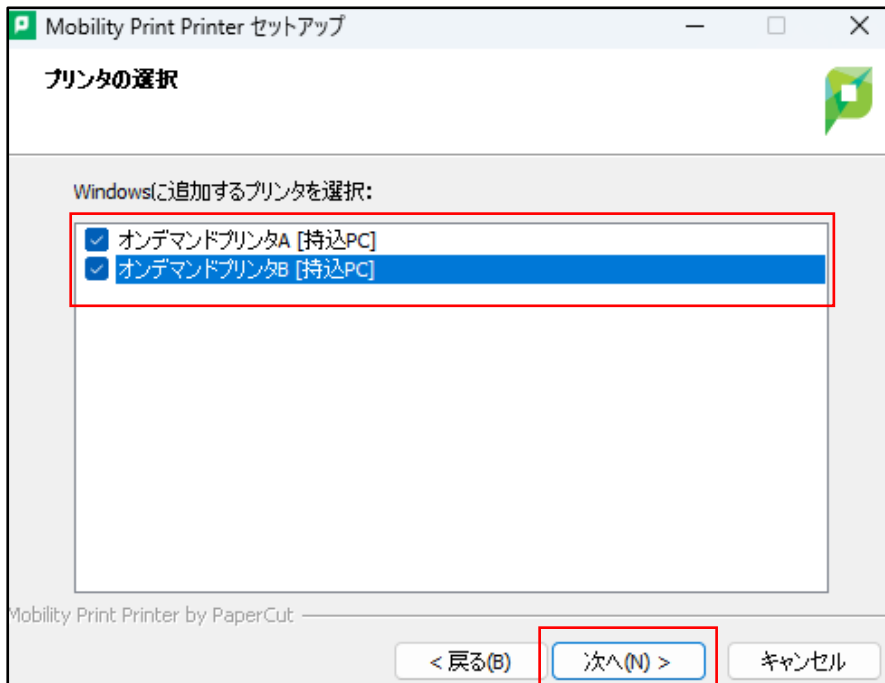 Mobility Print Printer セットアップ
プリンタの選択
Windowsに追加するプリンタを選択:
オンデマンドプリンタA [持込PC]
オンデマンドプリンタB [持込PC]
Mobility Print Printer by PaperCut
< 戻る(B) 次へ(N) > キャンセル